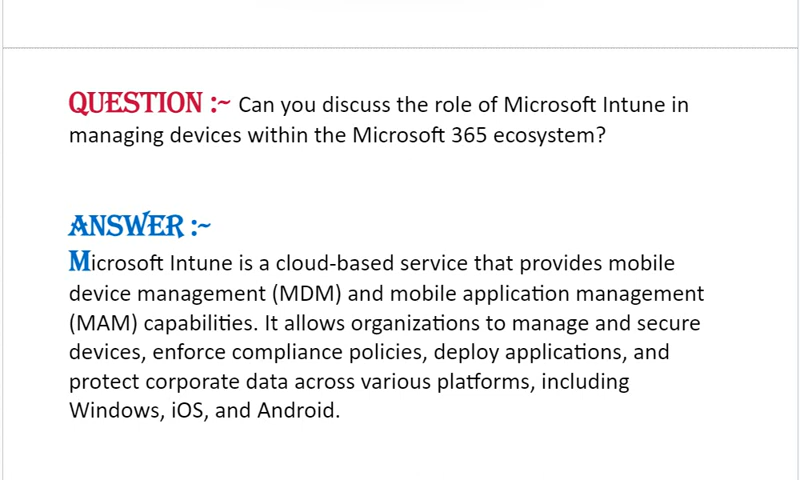 QUESTION :~ Can you discuss the role of Microsoft Intune in
managing devices within the Microsoft 365 ecosystem?
ANSWER :~
Microsoft Intune is a cloud-based service that provides mobile
device management (MDM) and mobile application management
(MAM) capabilities. It allows organizations to manage and secure
devices, enforce compliance policies, deploy applications, and
protect corporate data across various platforms, including
Windows, iOS, and Android.